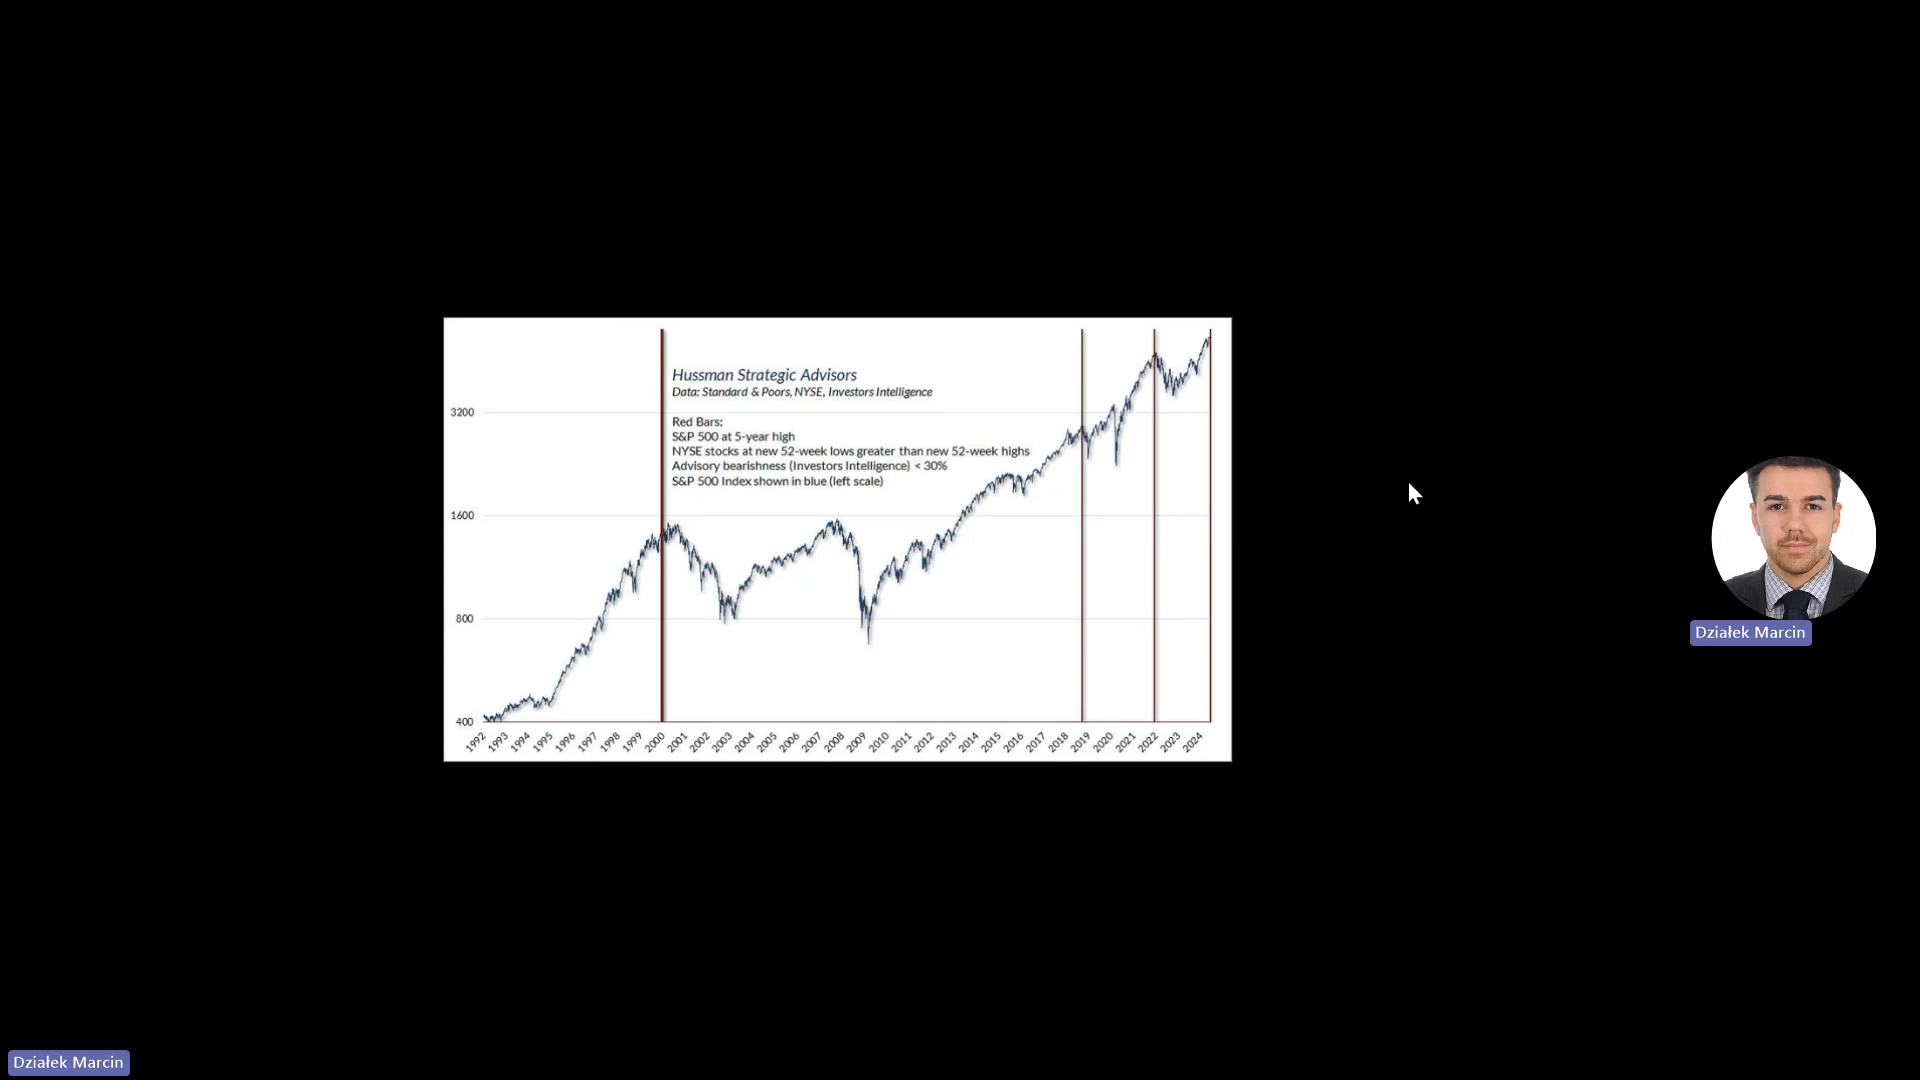 Hussman Strategic Advisors
Data: Standard & Poors, NYSE, Investors Intelligence
Red Bars:
S&P 500 at 5-year high
NYSE stocks at new 52-week lows greater than new 52-week highs
Advisory bearishness (Investors Intelligence) < 30%
S&P 500 Index shown in blue (left scale)
3200
1600
800
400
1992 1993 1994 1995 1996 1997 1998 1999 2000 2001 2002 2003 2004 2005 2006 2007 2008 2009 2010 2011 2012 2013 2014 2015 2016 2017 2018 2019 2020 2021 2022 2023 2024
Działek Marcin
Działek Marcin